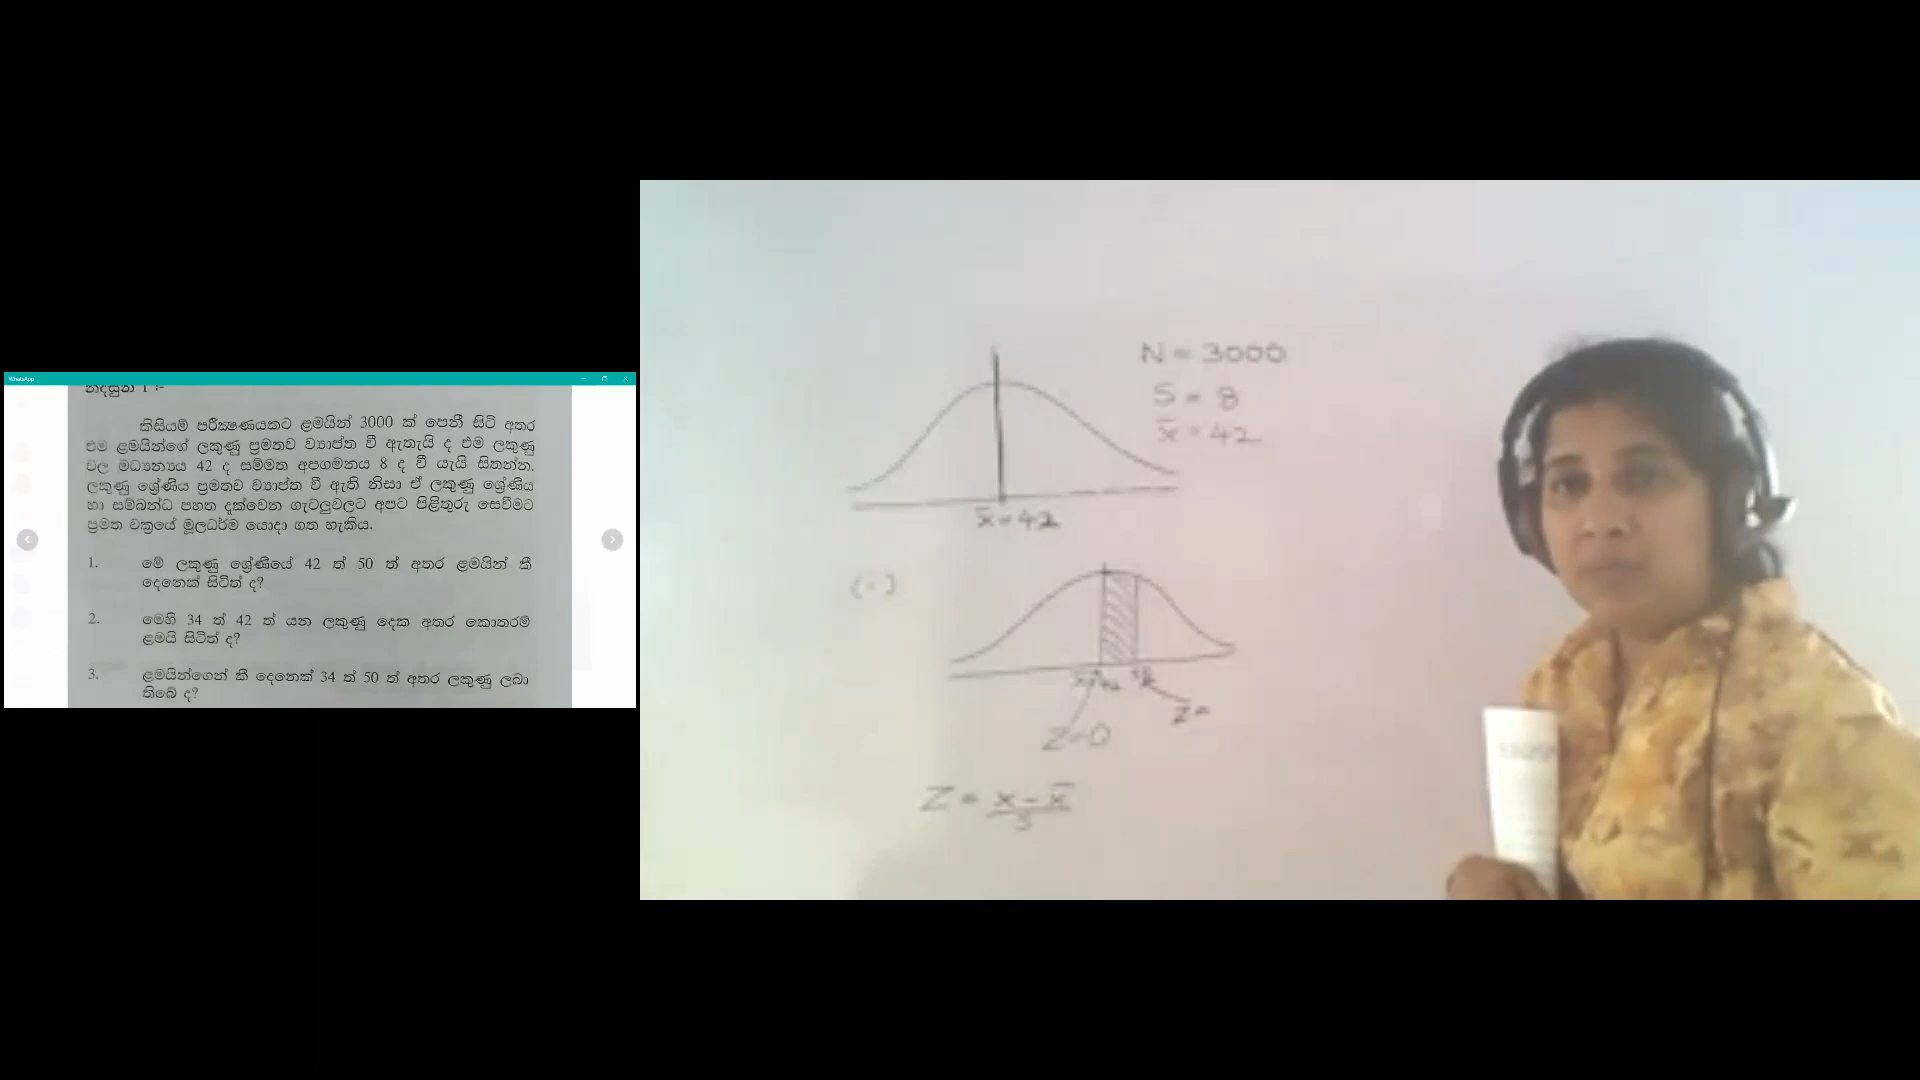 WhatsApp
නිදසුන 1 :-
කිසියම් පරීක්ෂණයකට ළමයින් 3000 ක් පෙනී සිටි අතර
එම ළමයින්ගේ ලකුණු ප්‍රමතව ව්‍යාප්ත වී ඇතැයි ද එම ලකුණු
වල මධ්‍යන්‍යය 42 ද සම්මත අපගමනය 8 ද වී යැයි සිතන්න.
ලකුණු ශ්‍රේණිය ප්‍රමතව ව්‍යාප්ත වී ඇති නිසා ඒ ලකුණු ශ්‍රේණිය
හා සම්බන්ධ පහත දැක්වෙන ගැටලුවලට අපට පිළිතුරු සෙවීමට
ප්‍රමත වක්‍රයේ මූලධර්ම යොදා ගත හැකිය.
1. මේ ලකුණු ශ්‍රේණියේ 42 ත් 50 ත් අතර ළමයින් කී
දෙනෙක් සිටිත් ද?
2. මෙහි 34 ත් 42 ත් යන ලකුණු දෙක අතර කොතරම්
ළමයි සිටිත් ද?
3. ළමයින්ගෙන් කී දෙනෙක් 34 ත් 50 ත් අතර ලකුණු ලබා
තිබේ ද?
N = 3000
S = 8
x̄ = 42
x̄ = 42
Z =
Z = 0
Z = x - x̄
S